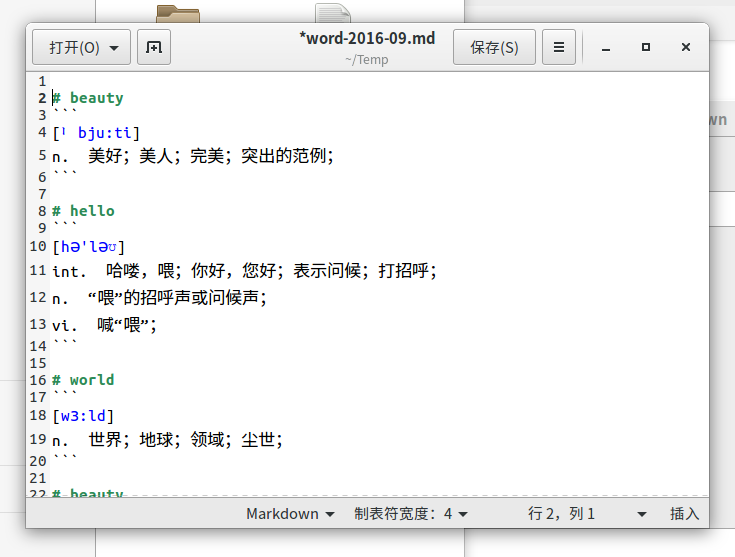 打开(O)
*word-2016-09.md
~/Temp
保存(S)
wn
1
2 # beauty
3 ```
4 [ˡ bju:ti]
5 n. 美好；美人；完美；突出的范例；
6 ```
7
8 # hello
9 ```
10 [hə'ləʊ]
11 int. 哈喽，喂；你好，您好；表示问候；打招呼；
12 n. “喂”的招呼声或问候声；
13 vi. 喊“喂”；
14 ```
15
16 # world
17 ```
18 [w3:ld]
19 n. 世界；地球；领域；尘世；
20 ```
21
22 # beauty
Markdown 制表符宽度：4 行 2，列 1 插入